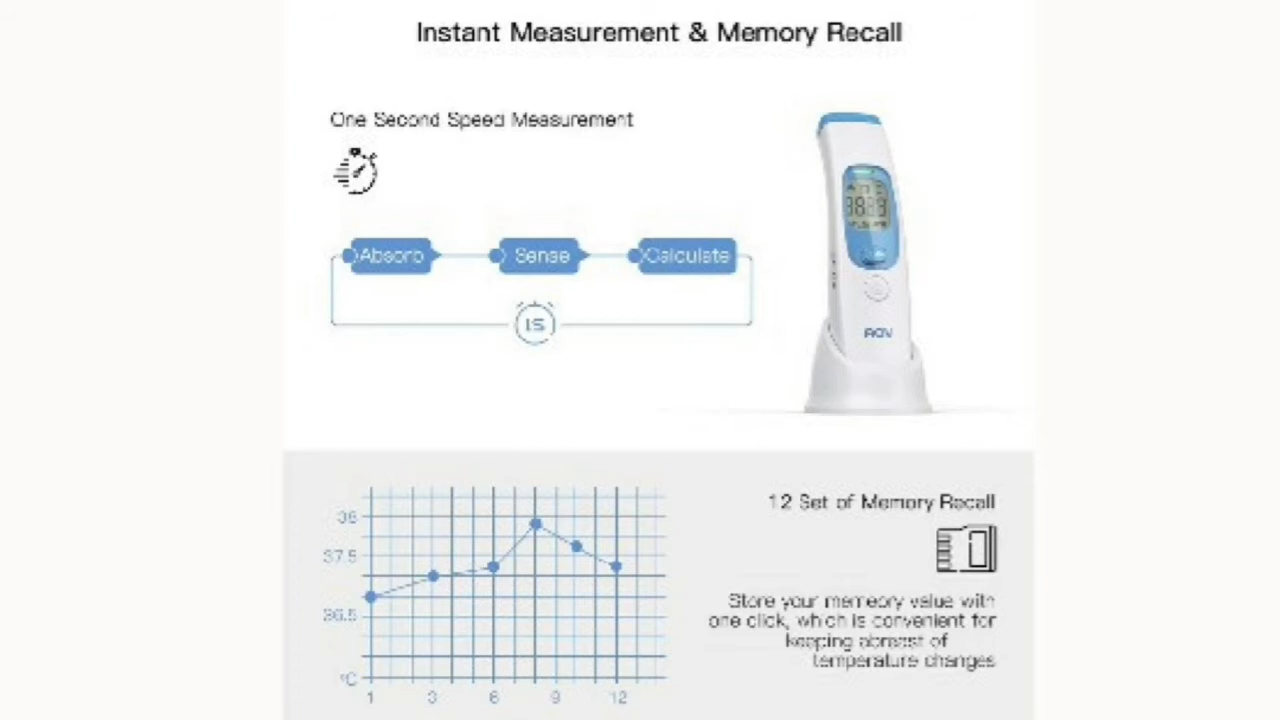 Instant Measurement & Memory Recall
One Second Speed Measurement
Absorb
Sense
Calculate
1S
AOV
12 Set of Memory Recall
Store your memeory value with
one click, which is convenient for
keeping abreast of
temperature changes
38
37.5
36.5
°C
1 3 6 9 12